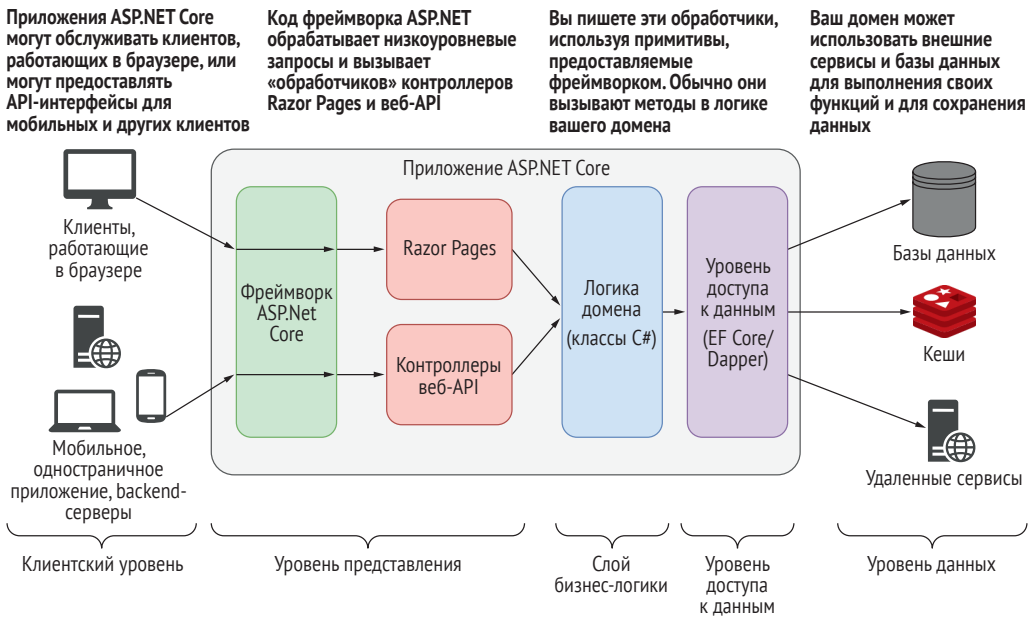 Приложения ASP.NET Core
могут обслуживать клиентов,
работающих в браузере, или
могут предоставлять
API-интерфейсы для
мобильных и других клиентов
Код фреймворка ASP.NET
обрабатывает низкоуровневые
запросы и вызывает
«обработчиков» контроллеров
Razor Pages и веб-API
Вы пишете эти обработчики,
используя примитивы,
предоставляемые
фреймворком. Обычно они
вызывают методы в логике
вашего домена
Ваш домен может
использовать внешние
сервисы и базы данных
для выполнения своих
функций и для сохранения
данных
Приложение ASP.NET Core
Клиенты,
работающие
в браузере
Мобильное,
одностраничное
приложение, backend-
серверы
Фреймворк
ASP.Net
Core
Razor Pages
Контроллеры
веб-API
Логика
домена
(классы C#)
Уровень
доступа
к данным
(EF Core/
Dapper)
Базы данных
Кеши
Удаленные сервисы
Клиентский уровень
Уровень представления
Слой
бизнес-логики
Уровень
доступа
к данным
Уровень данных